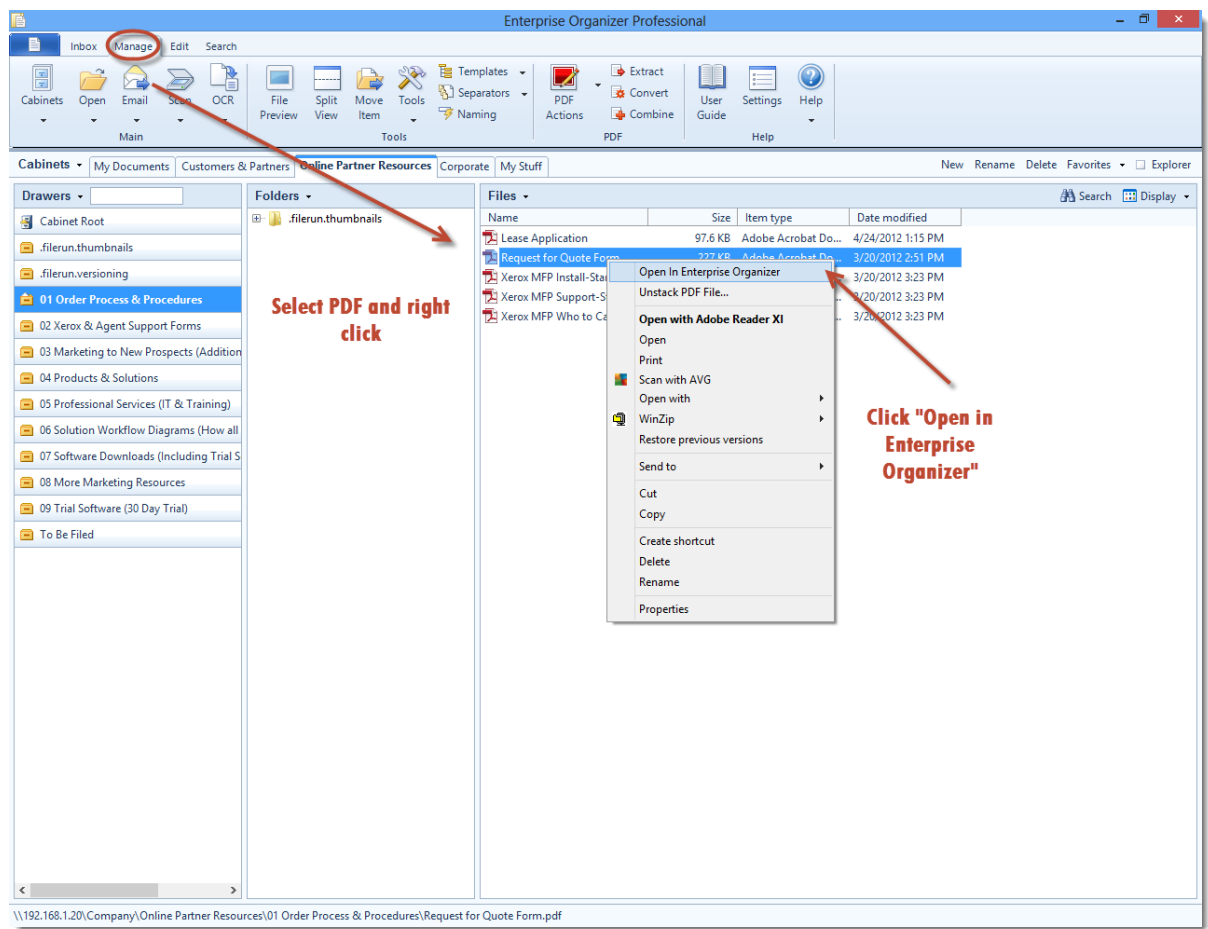 Enterprise Organizer Professional
Inbox Manage Edit Search
Cabinets Open Email Scan OCR
Main
File Preview Split View Move Item Tools
Templates
Separators
Naming
Tools
PDF Actions
Extract
Convert
Combine
PDF
User Guide Settings Help
Help
Cabinets My Documents Customers & Partners Online Partner Resources Corporate My Stuff
New Rename Delete Favorites Explorer
Drawers
Cabinet Root
.filerun.thumbnails
.filerun.versioning
01 Order Process & Procedures
02 Xerox & Agent Support Forms
03 Marketing to New Prospects (Addition
04 Products & Solutions
05 Professional Services (IT & Training)
06 Solution Workflow Diagrams (How all
07 Software Downloads (Including Trial S
08 More Marketing Resources
09 Trial Software (30 Day Trial)
To Be Filed
Folders
.filerun.thumbnails
Select PDF and right
click
Files
Search Display
Name Size Item type Date modified
Lease Application 97.6 KB Adobe Acrobat Do... 4/24/2012 1:15 PM
Request for Quote Form 227 KB Adobe Acrobat Do... 3/20/2012 2:51 PM
Xerox MFP Install-Star 3/20/2012 3:23 PM
Xerox MFP Support-S 3/20/2012 3:23 PM
Xerox MFP Who to Ca 3/20/2012 3:23 PM
Open In Enterprise Organizer
Unstack PDF File...
Open with Adobe Reader XI
Open
Print
Scan with AVG
Open with
WinZip
Restore previous versions
Send to
Cut
Copy
Create shortcut
Delete
Rename
Properties
Click "Open in
Enterprise
Organizer"
\\192.168.1.20\Company\Online Partner Resources\01 Order Process & Procedures\Request for Quote Form.pdf